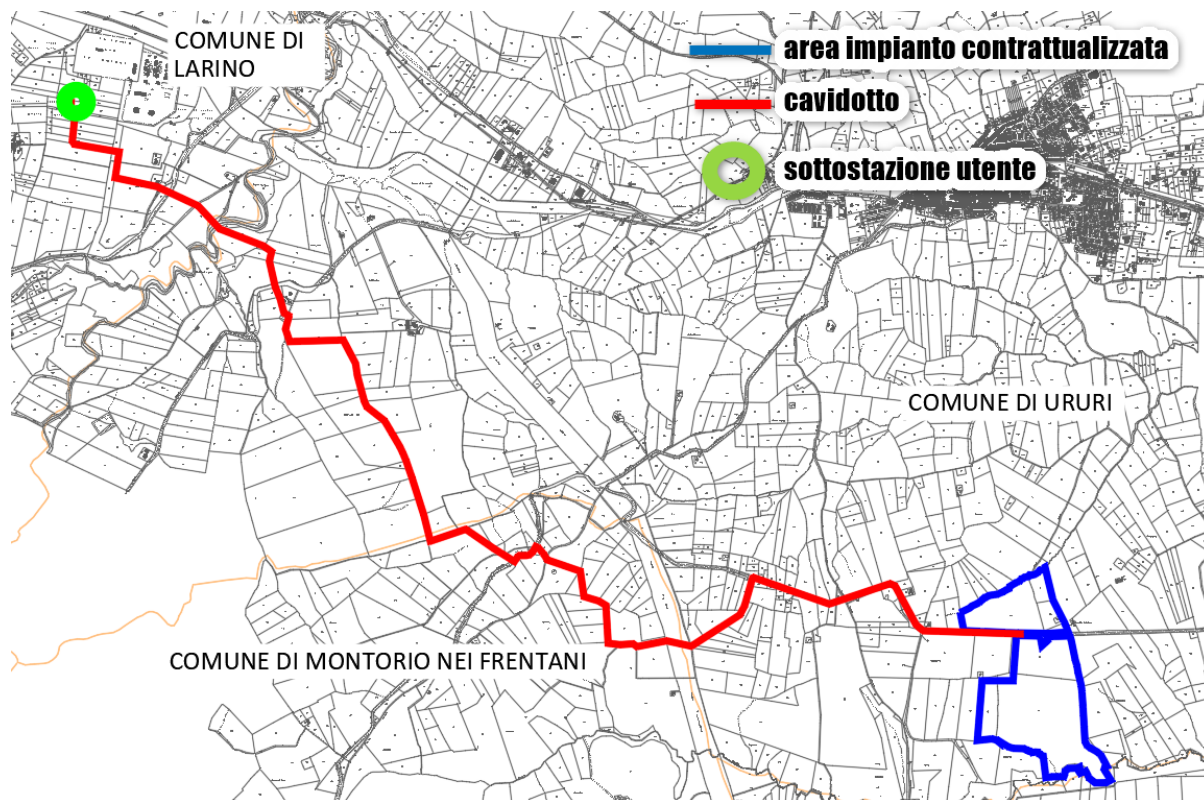 COMUNE DI
LARINO
area impianto contrattualizzata
cavidotto
sottostazione utente
COMUNE DI URURI
COMUNE DI MONTORIO NEI FRENTANI